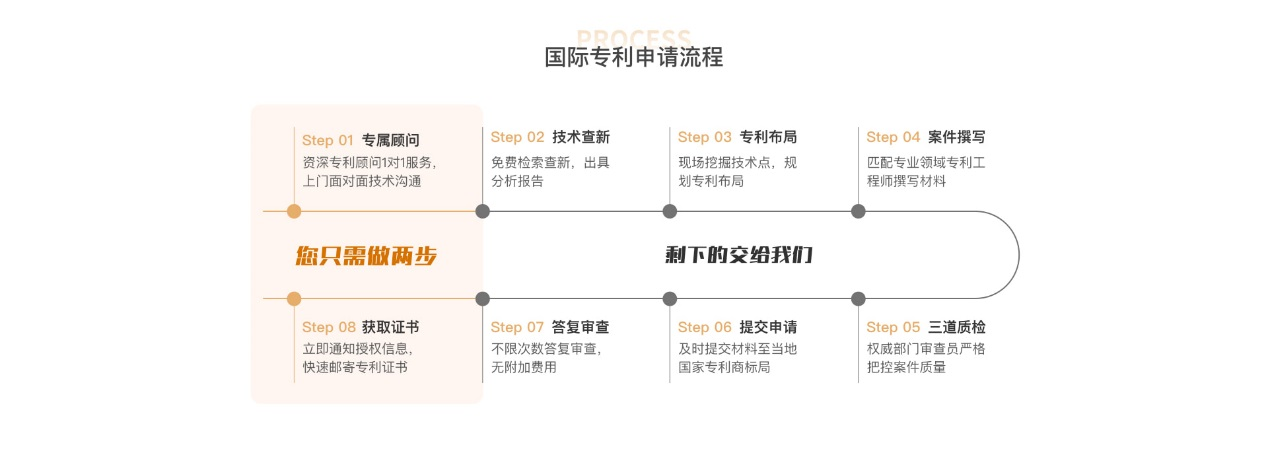 PROCESS
国际专利申请流程
Step 01 专属顾问
资深专利顾问1对1服务，
上门面对面技术沟通
Step 02 技术查新
免费检索查新，出具
分析报告
Step 03 专利布局
现场挖掘技术点，规
划专利布局
Step 04 案件撰写
匹配专业领域专利工
程师撰写材料
您只需做两步
剩下的交给我们
Step 08 获取证书
立即通知授权信息，
快速邮寄专利证书
Step 07 答复审查
不限次数答复审查，
无附加费用
Step 06 提交申请
及时提交材料至当地
国家专利商标局
Step 05 三道质检
权威部门审查员严格
把控案件质量